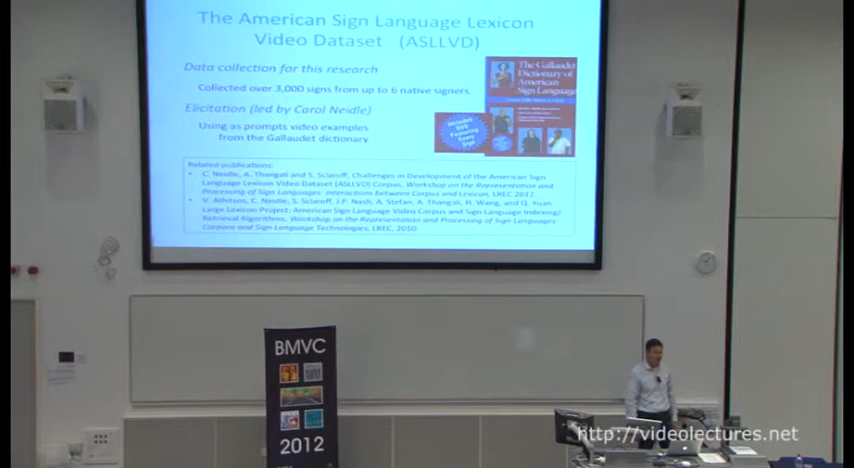 The American Sign Language Lexicon
Video Dataset (ASLLVD)
Data collection for this research
Collected over 3,000 signs from up to 6 native signers.
Elicitation (led by Carol Neidle)
Using as prompts video examples
from the Gallaudet dictionary
The Gallaudet
Dictionary of
American
Sign Language
Includes
DVD
Featuring
Every
Sign
Related publications:
• C. Neidle, A. Thangali and S. Sclaroff, Challenges in Development of the American Sign
Language Lexicon Video Dataset (ASLLVD) Corpus, Workshop on the Representation and
Processing of Sign Languages: Interactions between Corpus and Lexicon, LREC 2012
• V. Athitsos, C. Neidle, S. Sclaroff, J.P. Nash, A. Stefan, A. Thangali, H. Wang, and Q. Yuan
Large Lexicon Project: American Sign Language Video Corpus and Sign Language Indexing/
Retrieval Algorithms, Workshop on the Representation and Processing of Sign Languages:
Corpora and Sign Language Technologies, LREC, 2010
BMVC
2012
http://videolectures.net